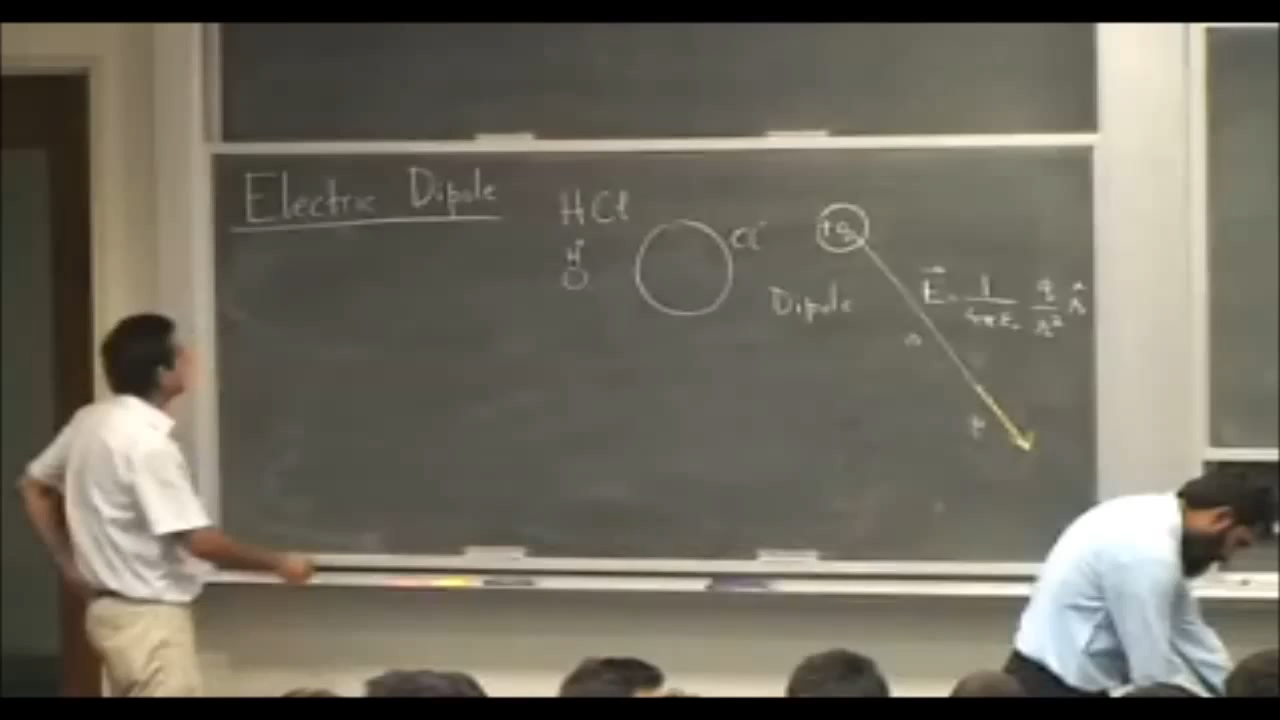 Electric Dipole
HCl
H⁺
Cl⁻
+q
Dipole
E⃗ = 1/4πε₀ q/r² r̂
r